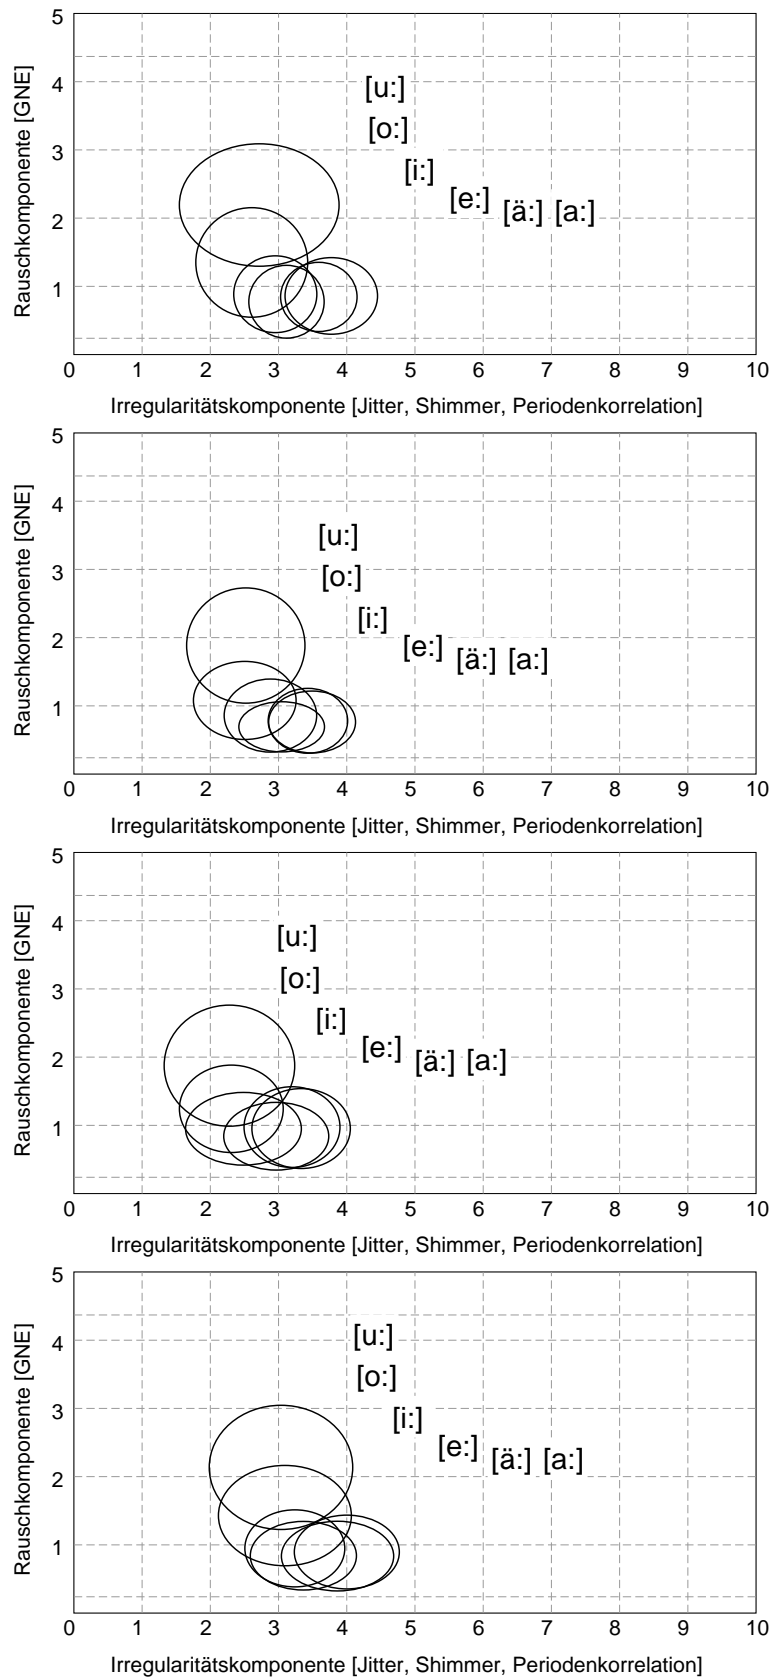 5
4
3
2
1
Rauschkomponente [GNE]
[u:]
[o:]
[i:]
[e:] [ä:] [a:]
0 1 2 3 4 5 6 7 8 9 10
Irregularitätskomponente [Jitter, Shimmer, Periodenkorrelation]
5
4
3
2
1
Rauschkomponente [GNE]
[u:]
[o:]
[i:]
[e:] [ä:] [a:]
0 1 2 3 4 5 6 7 8 9 10
Irregularitätskomponente [Jitter, Shimmer, Periodenkorrelation]
5
4
3
2
1
Rauschkomponente [GNE]
[u:]
[o:]
[i:]
[e:] [ä:] [a:]
0 1 2 3 4 5 6 7 8 9 10
Irregularitätskomponente [Jitter, Shimmer, Periodenkorrelation]
5
4
3
2
1
Rauschkomponente [GNE]
[u:]
[o:]
[i:]
[e:] [ä:] [a:]
0 1 2 3 4 5 6 7 8 9 10
Irregularitätskomponente [Jitter, Shimmer, Periodenkorrelation]